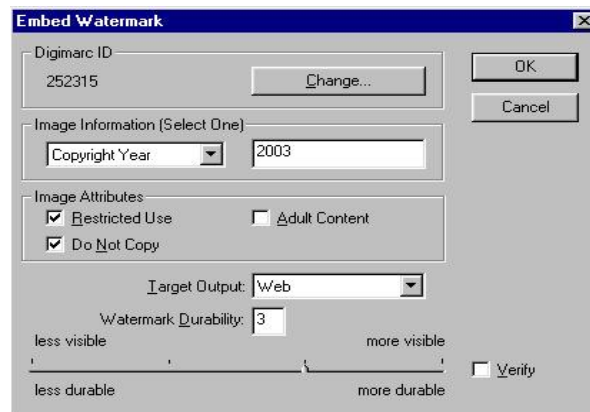 Embed Watermark
Digimarc ID
252315
Change...
OK
Cancel
Image Information (Select One)
Copyright Year
2003
Image Attributes
Restricted Use
Adult Content
Do Not Copy
Target Output: Web
Watermark Durability: 3
less visible
more visible
less durable
more durable
Verify